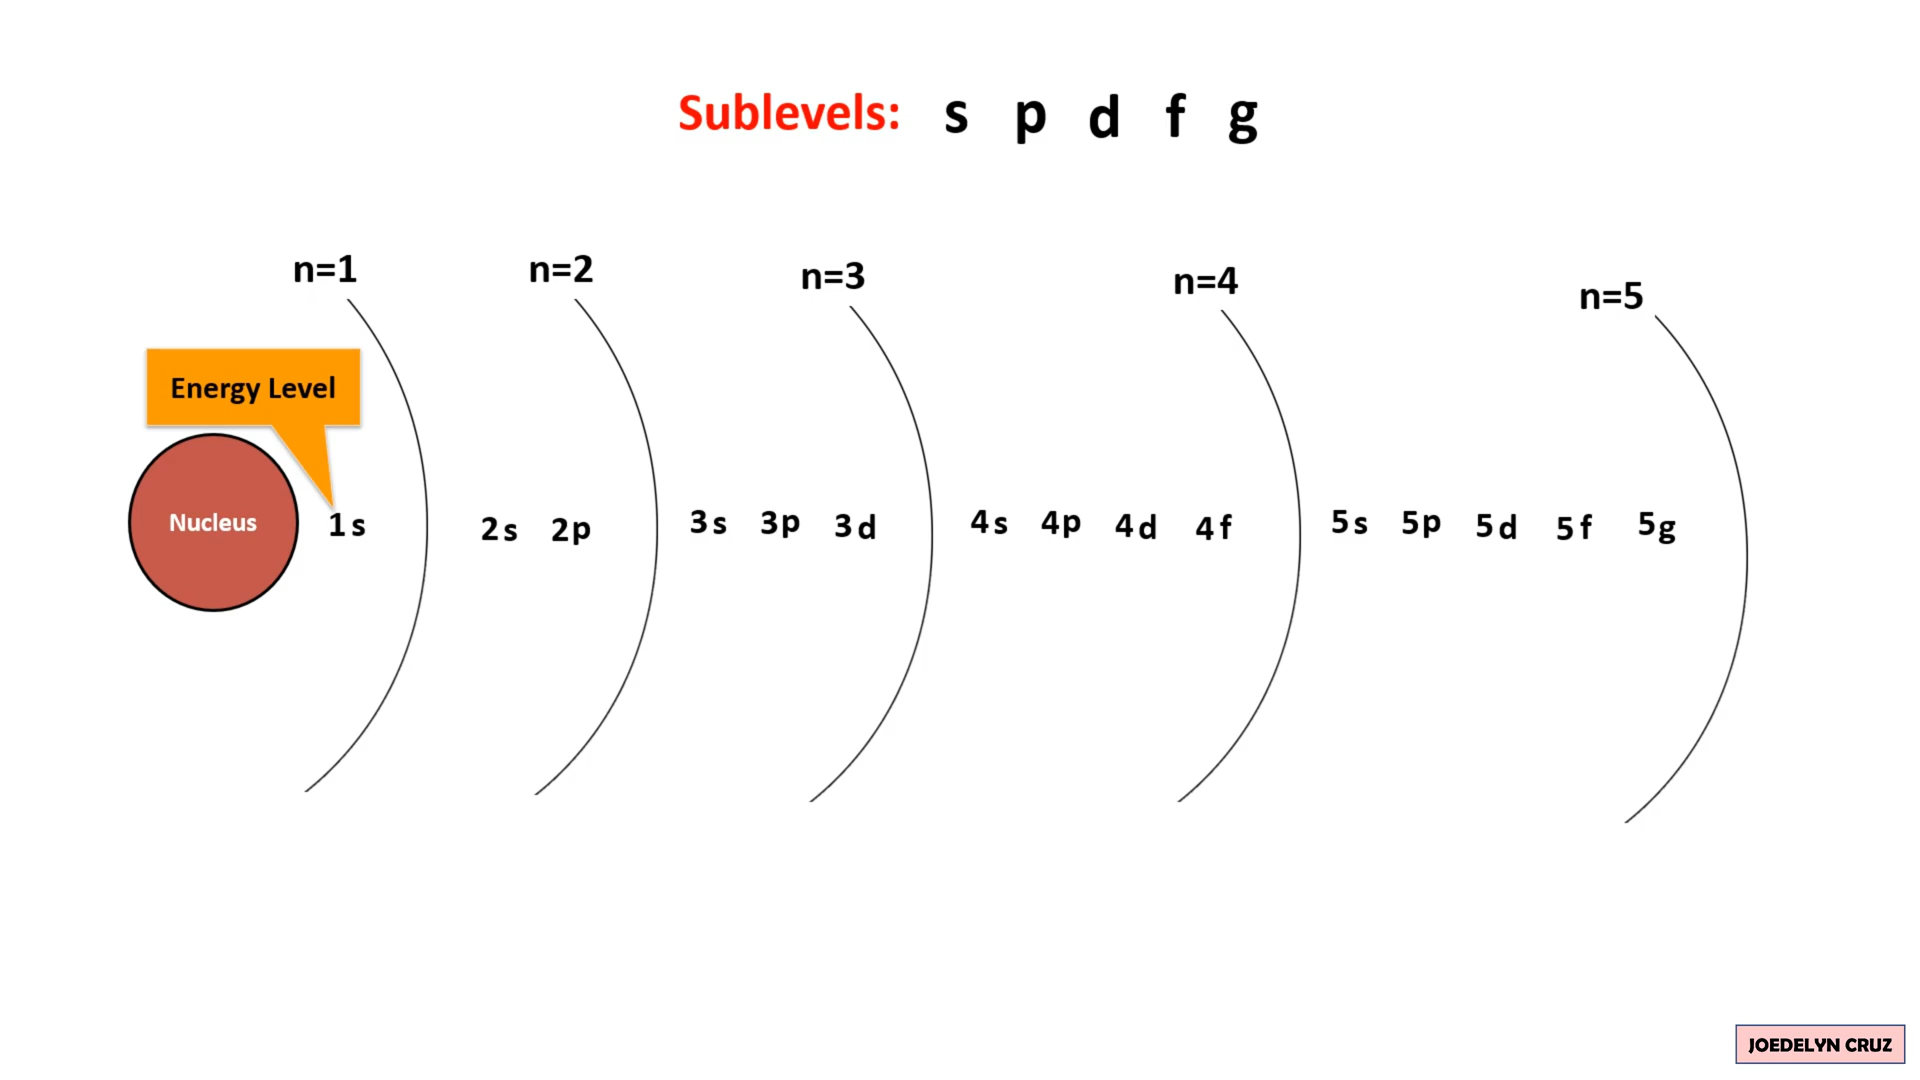 Sublevels: s p d f g
n=1 n=2 n=3 n=4 n=5
Energy Level
Nucleus
1s 2s 2p 3s 3p 3d 4s 4p 4d 4f 5s 5p 5d 5f 5g
JOEDELYN CRUZ